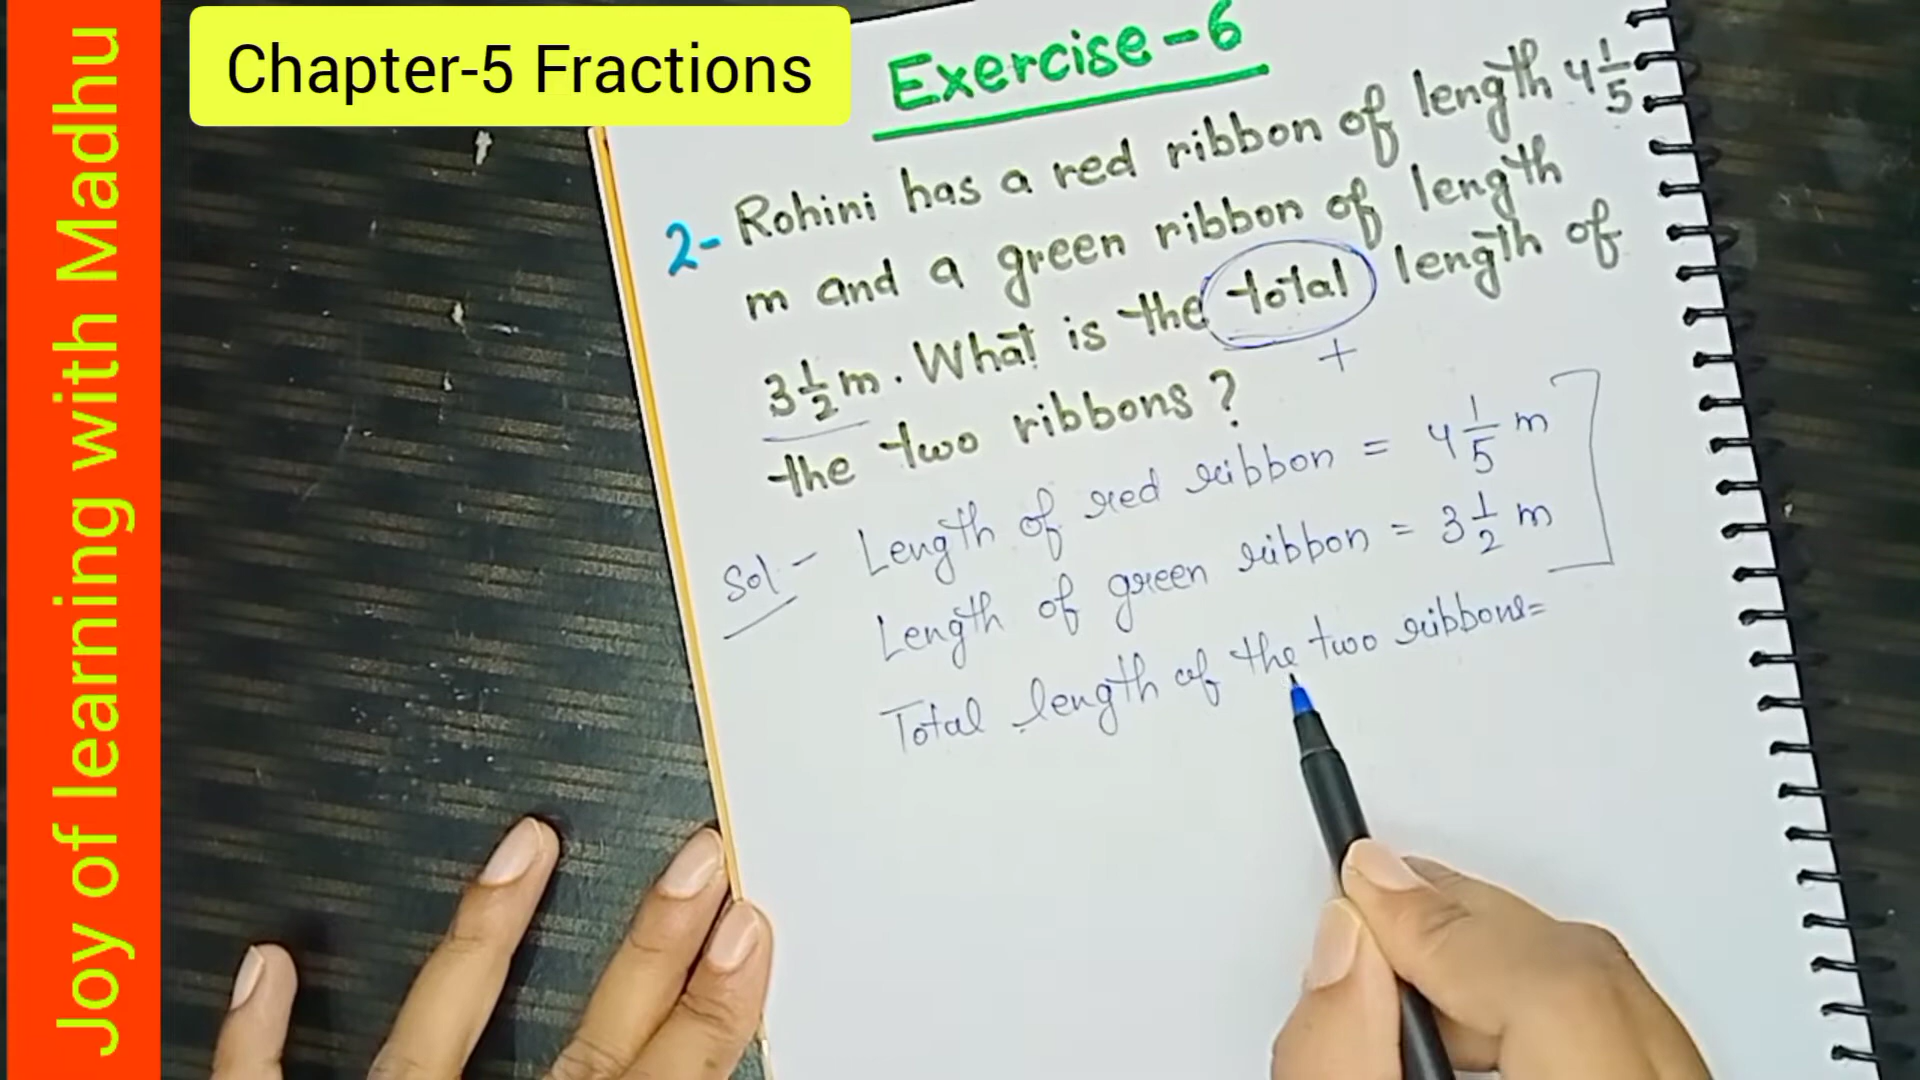 Joy of learning with Madhu
Chapter-5 Fractions
Exercise-6
2- Rohini has a red ribbon of length 4 1/5
m and a green ribbon of length
3 1/2 m. What is the total length of
the two ribbons?
+
Sol- Length of red ribbon = 4 1/5 m
Length of green ribbon = 3 1/2 m
Total length of the two ribbons=